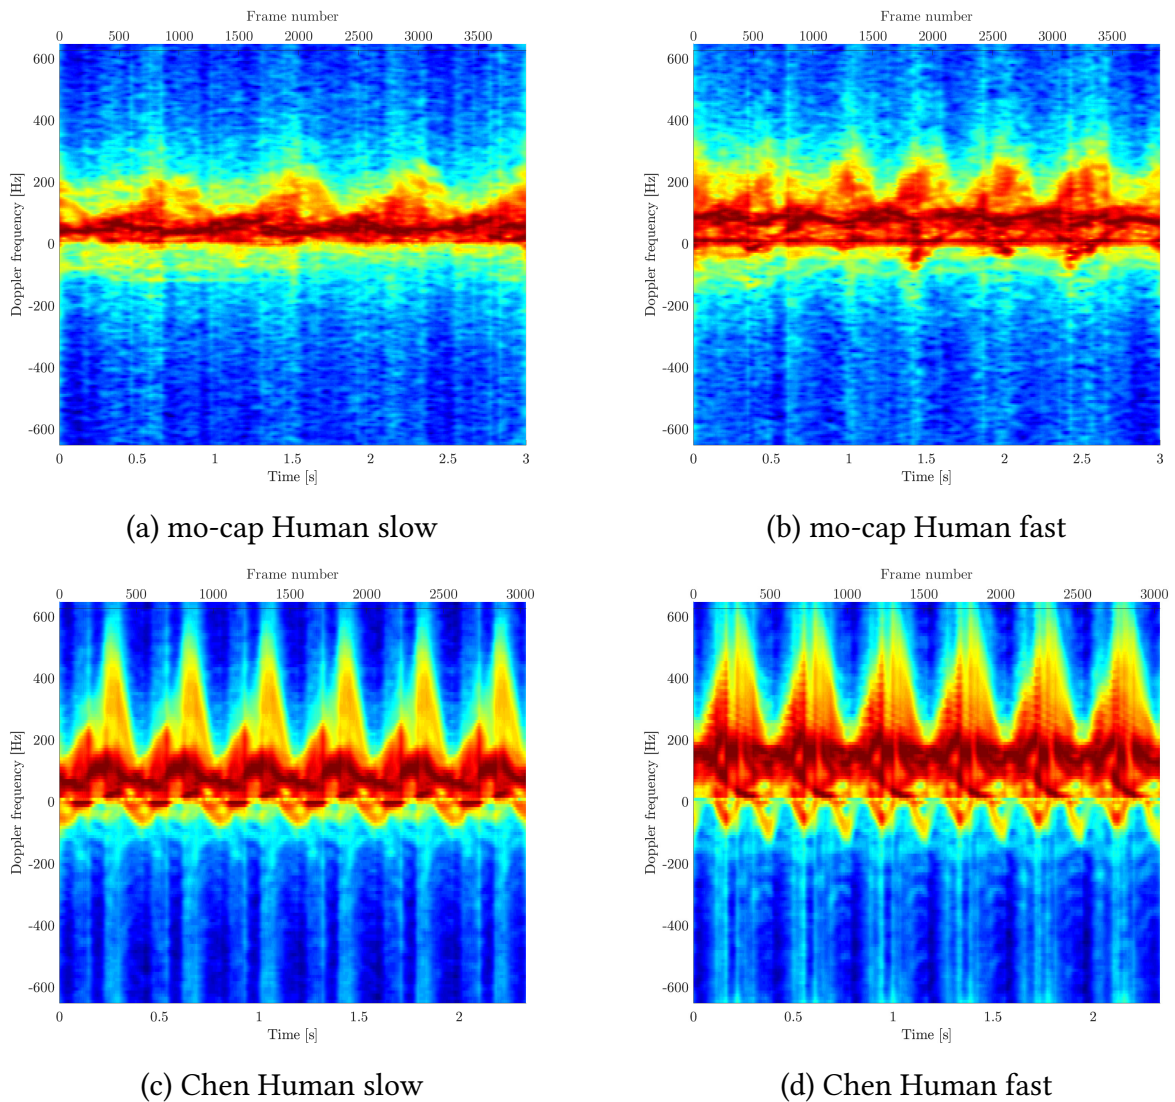 Frame number
0 500 1000 1500 2000 2500 3000 3500
600
400
200
0
-200
-400
-600
Doppler frequency [Hz]
0 0.5 1 1.5 2 2.5 3
Time [s]
(a) mo-cap Human slow
Frame number
0 500 1000 1500 2000 2500 3000 3500
600
400
200
0
-200
-400
-600
Doppler frequency [Hz]
0 0.5 1 1.5 2 2.5 3
Time [s]
(b) mo-cap Human fast
Frame number
0 500 1000 1500 2000 2500 3000
600
400
200
0
-200
-400
-600
Doppler frequency [Hz]
0 0.5 1 1.5 2
Time [s]
(c) Chen Human slow
Frame number
0 500 1000 1500 2000 2500 3000
600
400
200
0
-200
-400
-600
Doppler frequency [Hz]
0 0.5 1 1.5 2
Time [s]
(d) Chen Human fast